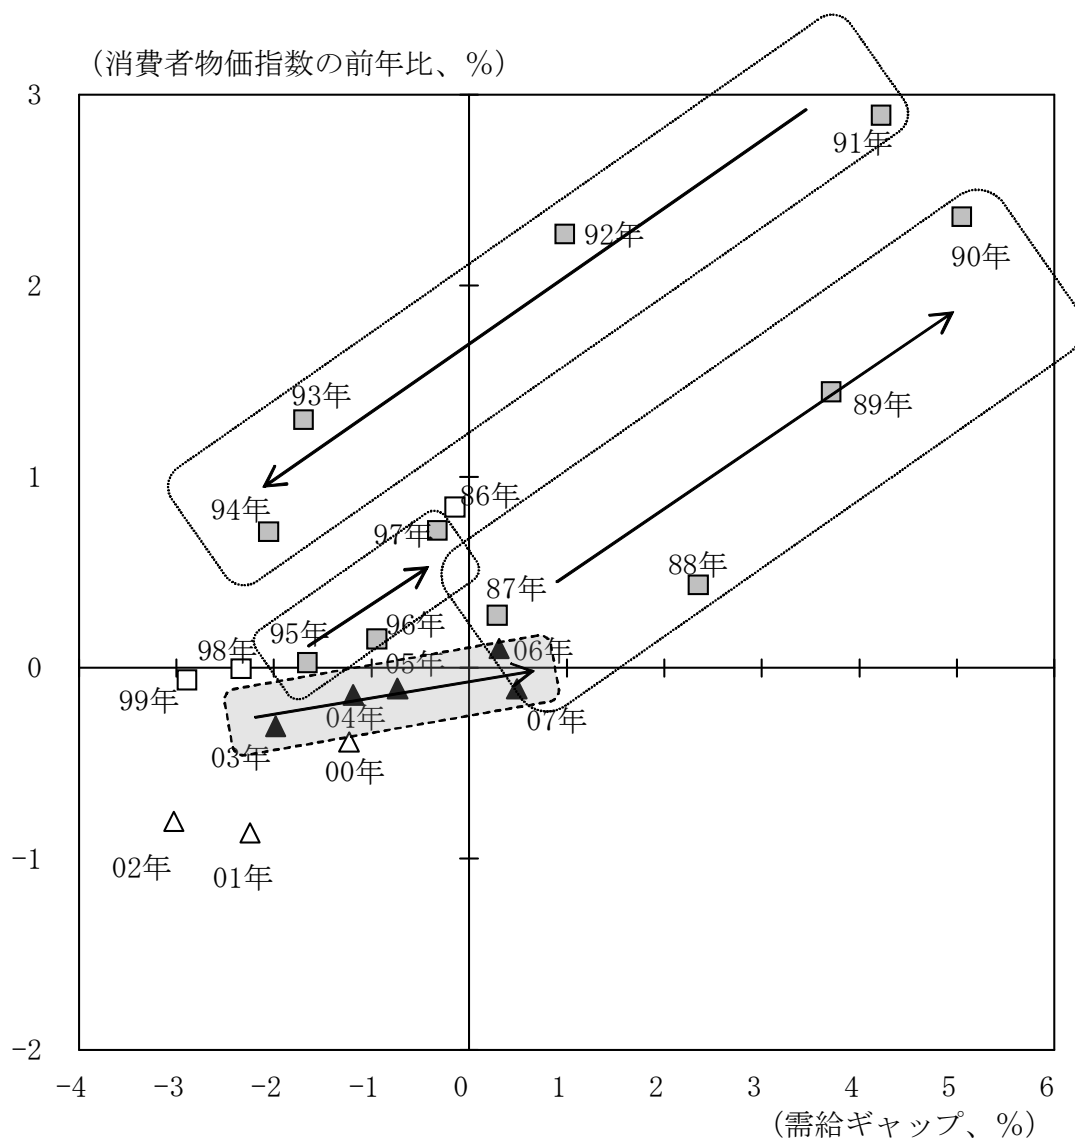 （消費者物価指数の前年比、％）
3
91年
92年
90年
2
93年
89年
1
86年
94年
97年
88年
87年
96年
95年
06年
98年
05年
0
99年
04年
07年
03年
00年
-1
02年
01年
-2
-4 -3 -2 -1 0 1 2 3 4 5 6
（需給ギャップ、％）